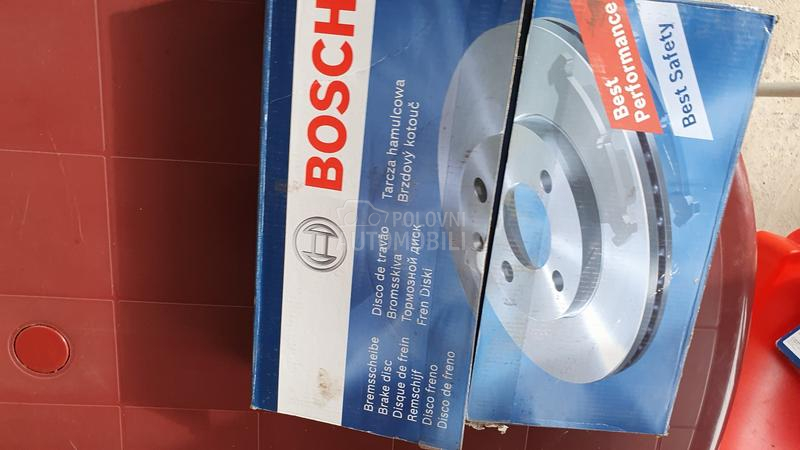 BOSCH
Bremsscheibe
Brake disc
Disque de frein
Remschijf
Disco freno
Disco de freno
Disco de travão
Bromsskiva
Тормозной диск
Fren Diski
Tarcza hamulcowa
Brzdový kotouč
Best
Performance
Best Safety
POLOVNI
AUTOMOBILI